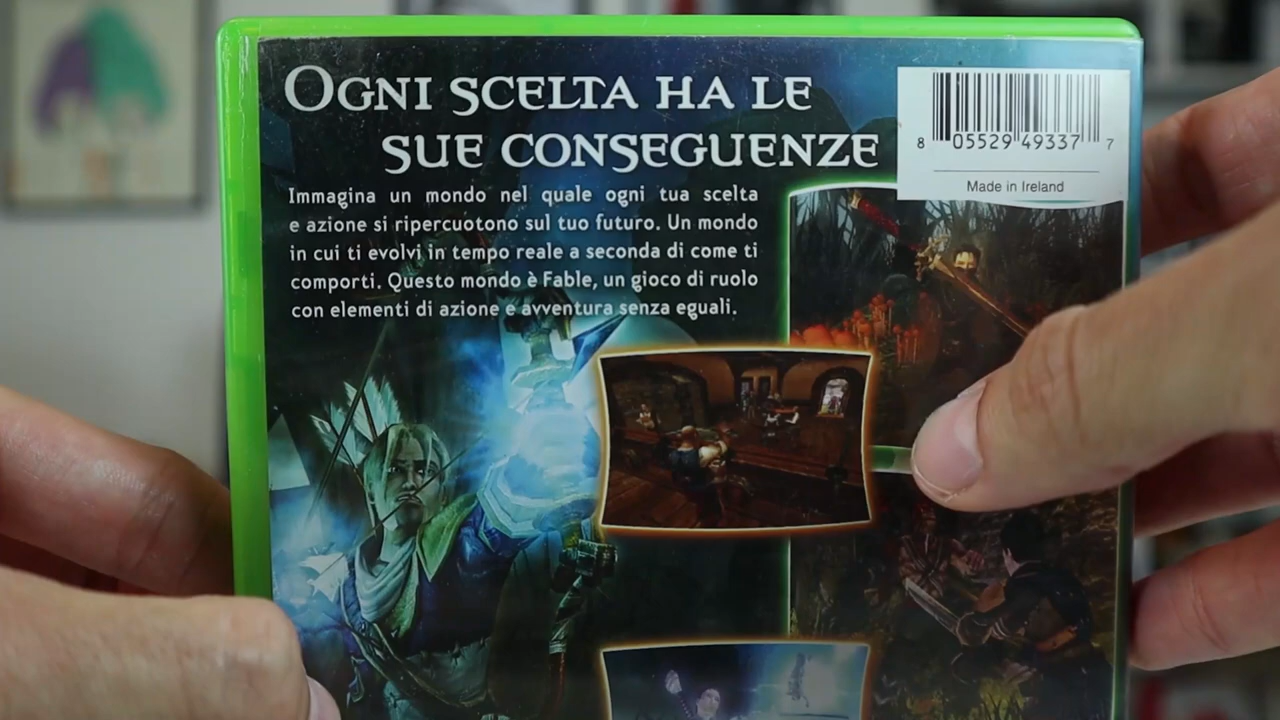 OGNI SCELTA HA LE
SUE CONSEGUENZE
Immagina un mondo nel quale ogni tua scelta
e azione si ripercuotono sul tuo futuro. Un mondo
in cui ti evolvi in tempo reale a seconda di come ti
comporti. Questo mondo è Fable, un gioco di ruolo
con elementi di azione e avventura senza eguali.
8 05529 49337 7
Made in Ireland